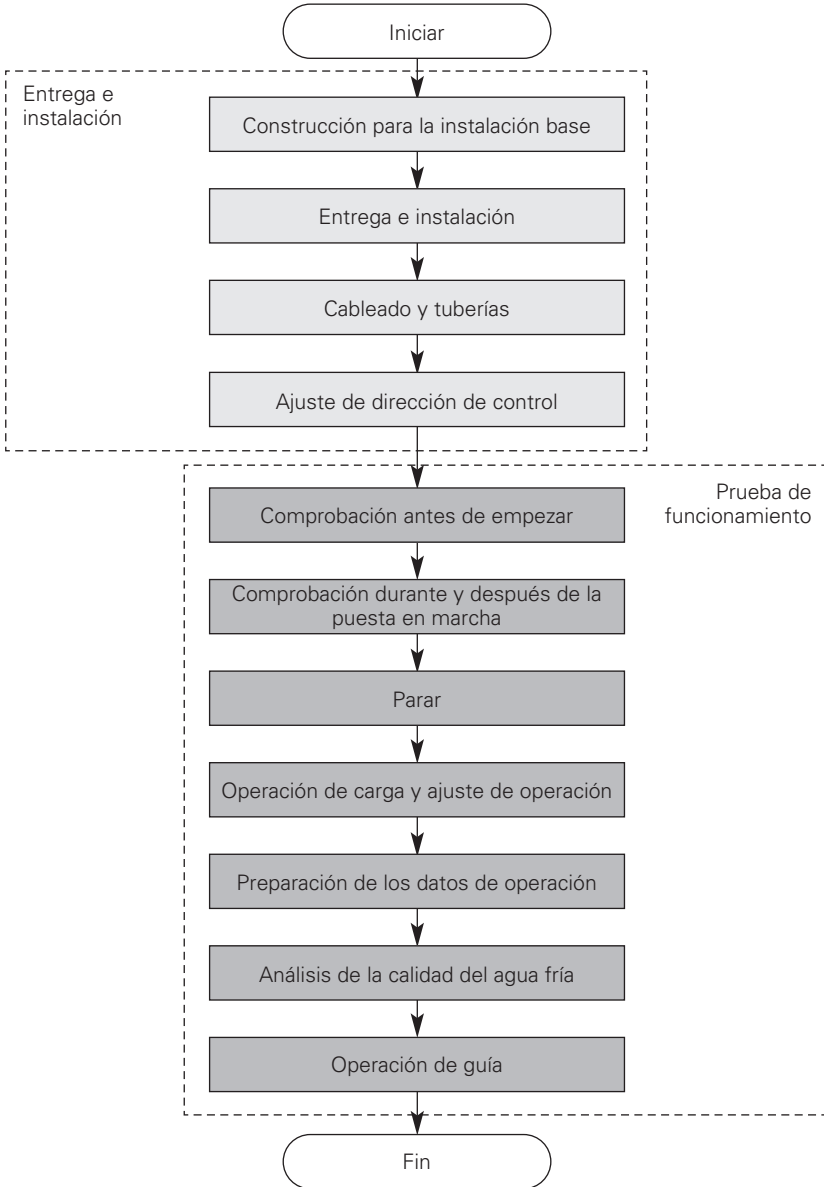 Iniciar
Entrega e
instalación
Construcción para la instalación base
Entrega e instalación
Cableado y tuberías
Ajuste de dirección de control
Prueba de
funcionamiento
Comprobación antes de empezar
Comprobación durante y después de la
puesta en marcha
Parar
Operación de carga y ajuste de operación
Preparación de los datos de operación
Análisis de la calidad del agua fría
Operación de guía
Fin